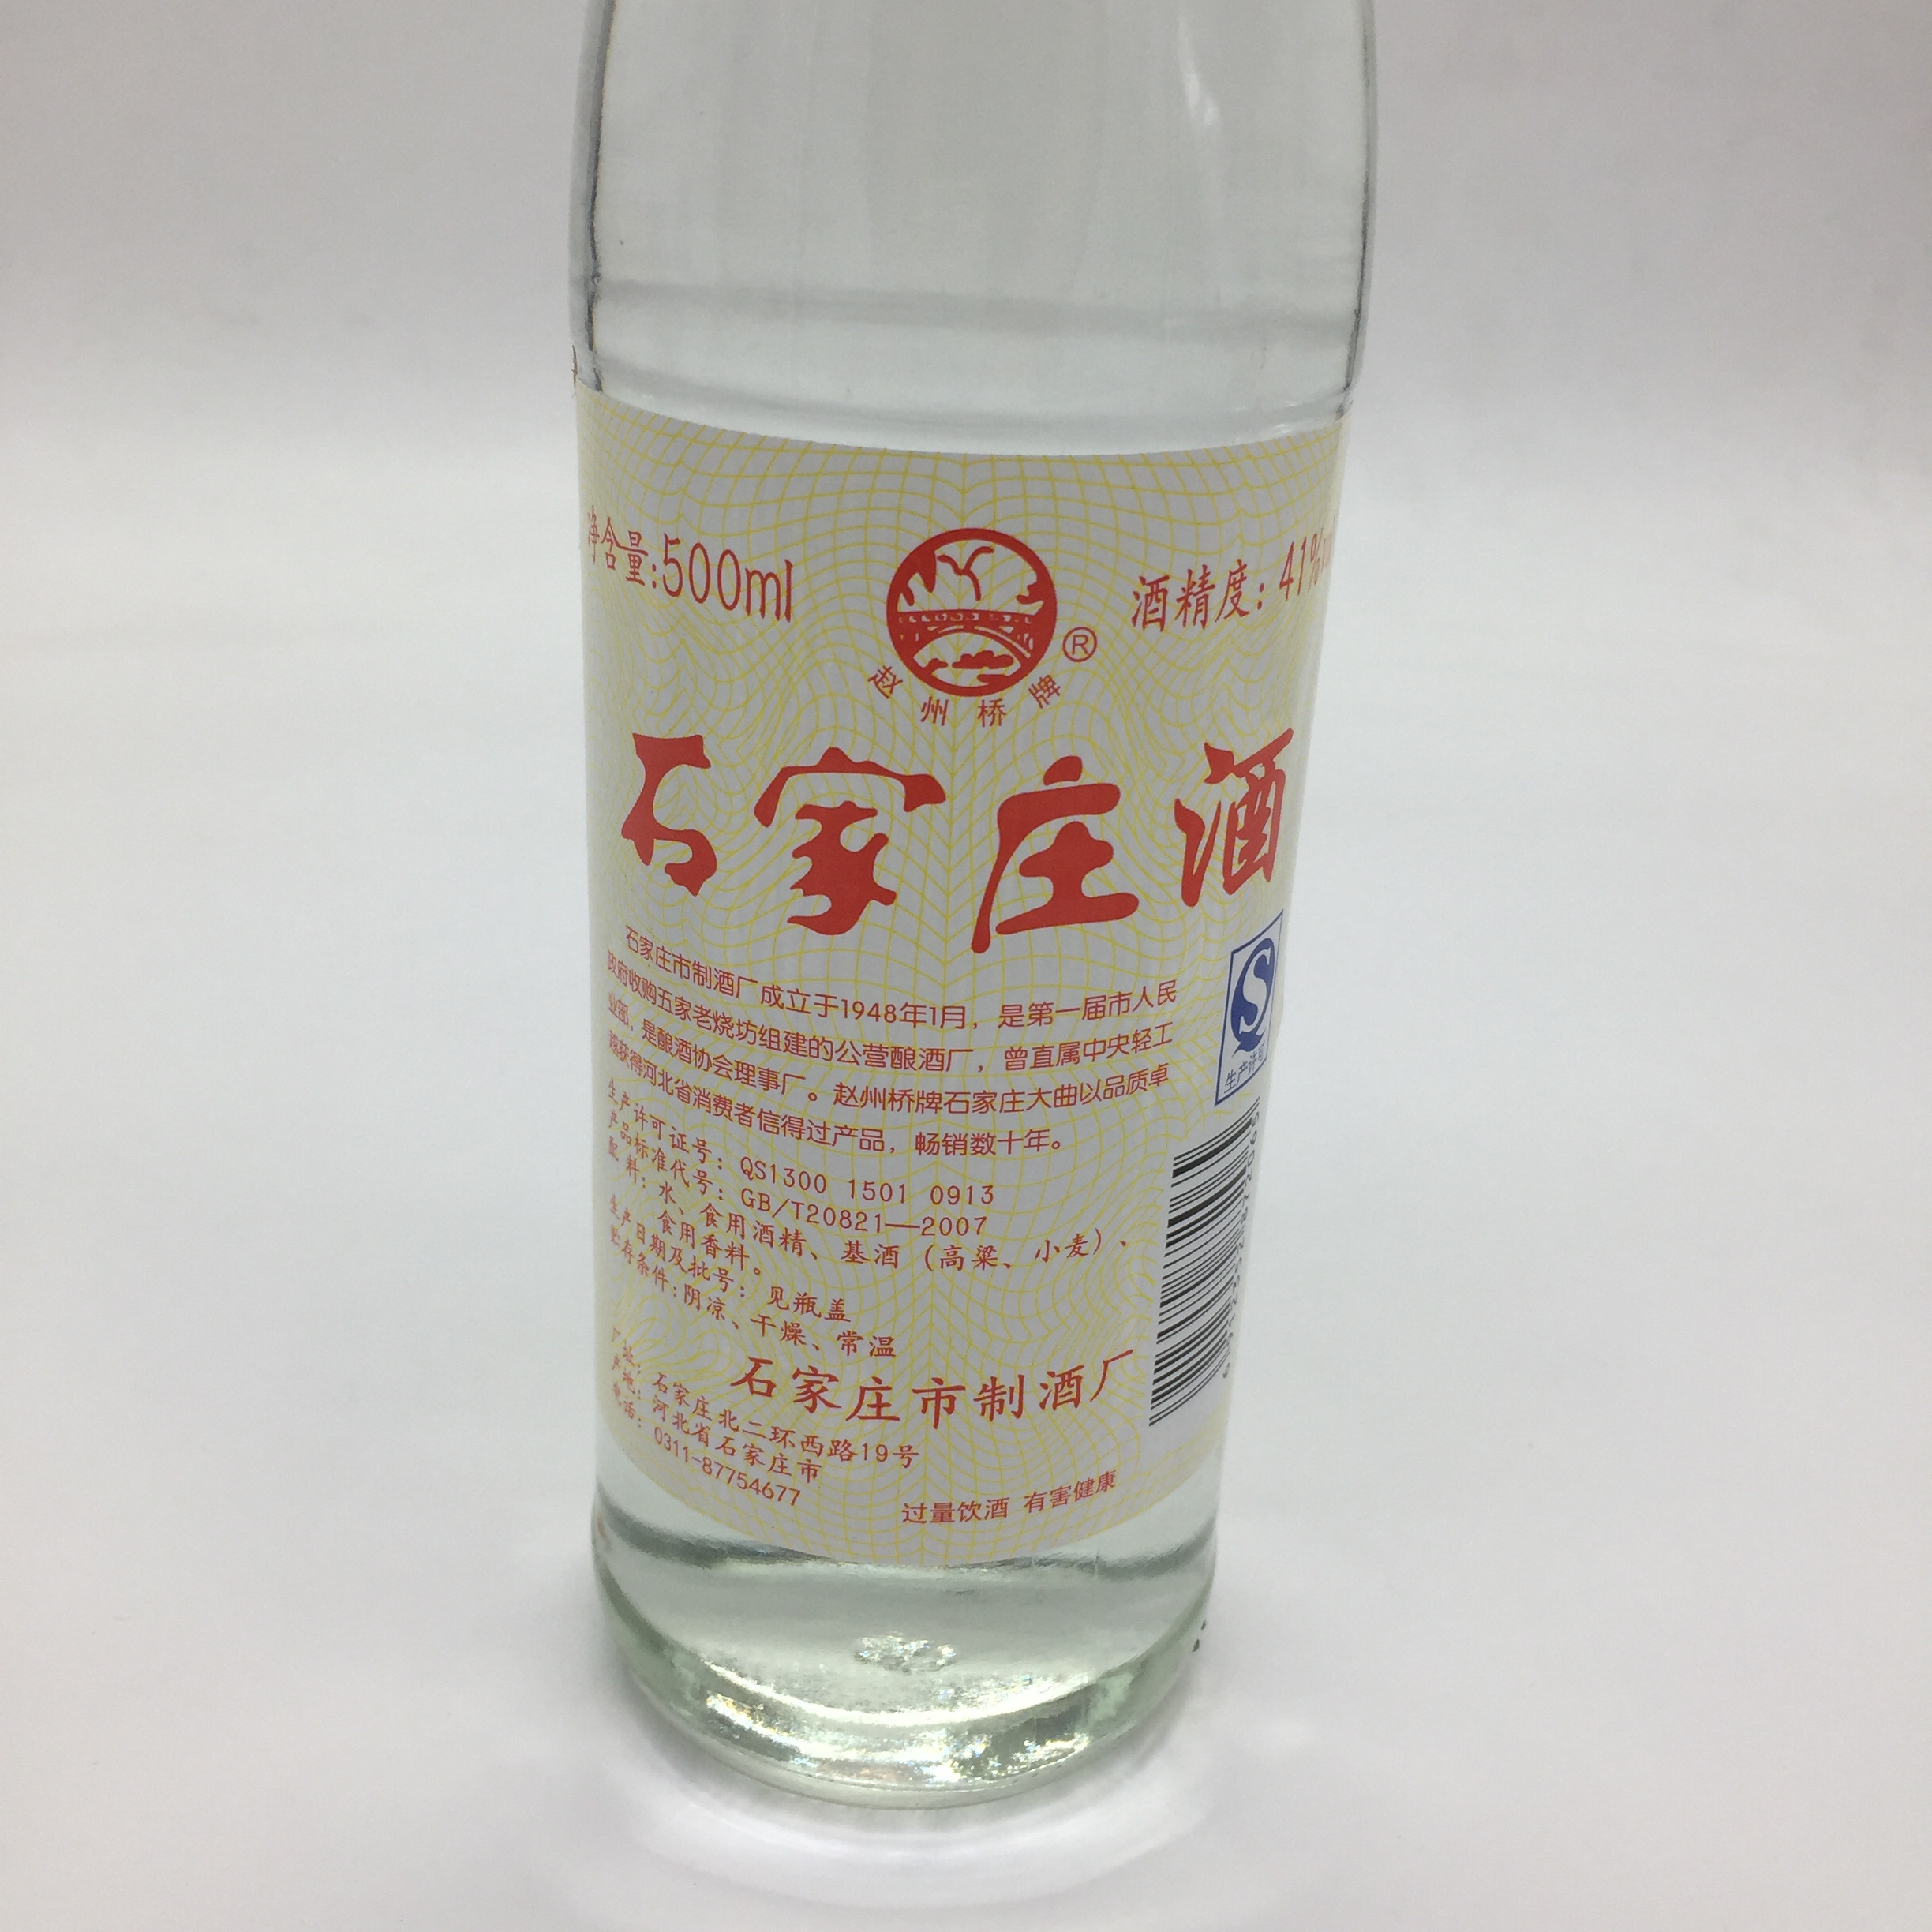 净含量:500ml
酒精度: 41%
®
赵州桥牌
石家庄酒
石家庄市制酒厂成立于1948年1月，是第一届市人民
政府收购五家老烧坊组建的公营酿酒厂，曾直属中央轻工
业部，是酿酒协会理事厂。赵州桥牌石家庄大曲以品质卓
越获得河北省消费者信得过产品，畅销数十年。
生产许可证号: QS1300 1501 0913
产品标准代号: GB/T20821—2007
配 料: 水、食用酒精、基酒 (高粱、小麦)、
食用香料。
生产日期及批号: 见瓶盖
贮存条件:阴凉、干燥、常温
石家庄市制酒厂
厂址: 石家庄北二环西路19号
产地: 河北省石家庄市
电话: 0311-87754677
过量饮酒 有害健康
生产许可